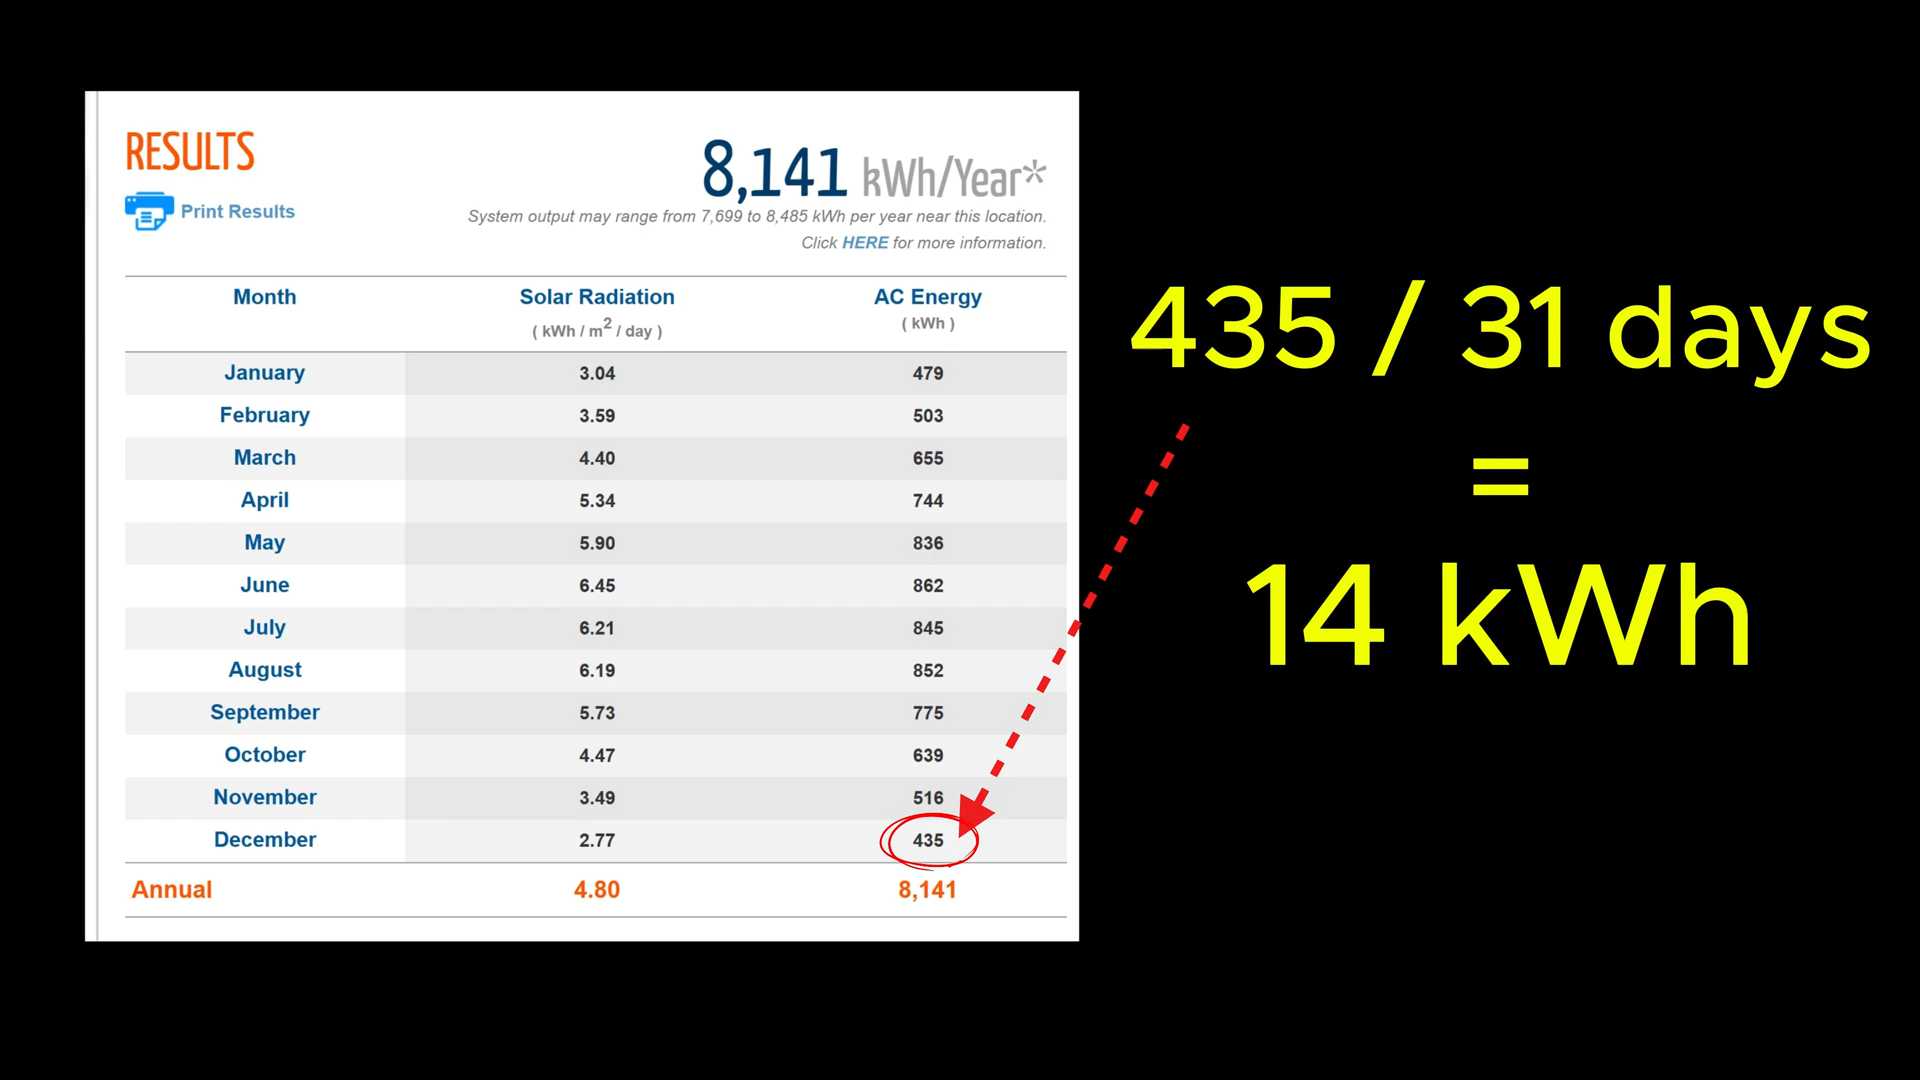 RESULTS
Print Results
8,141 kWh/Year*
System output may range from 7,699 to 8,485 kWh per year near this location.
Click HERE for more information.
Month Solar Radiation AC Energy
( kWh / m2 / day ) ( kWh )
January 3.04 479
February 3.59 503
March 4.40 655
April 5.34 744
May 5.90 836
June 6.45 862
July 6.21 845
August 6.19 852
September 5.73 775
October 4.47 639
November 3.49 516
December 2.77 435
Annual 4.80 8,141
435 / 31 days
=
14 kWh